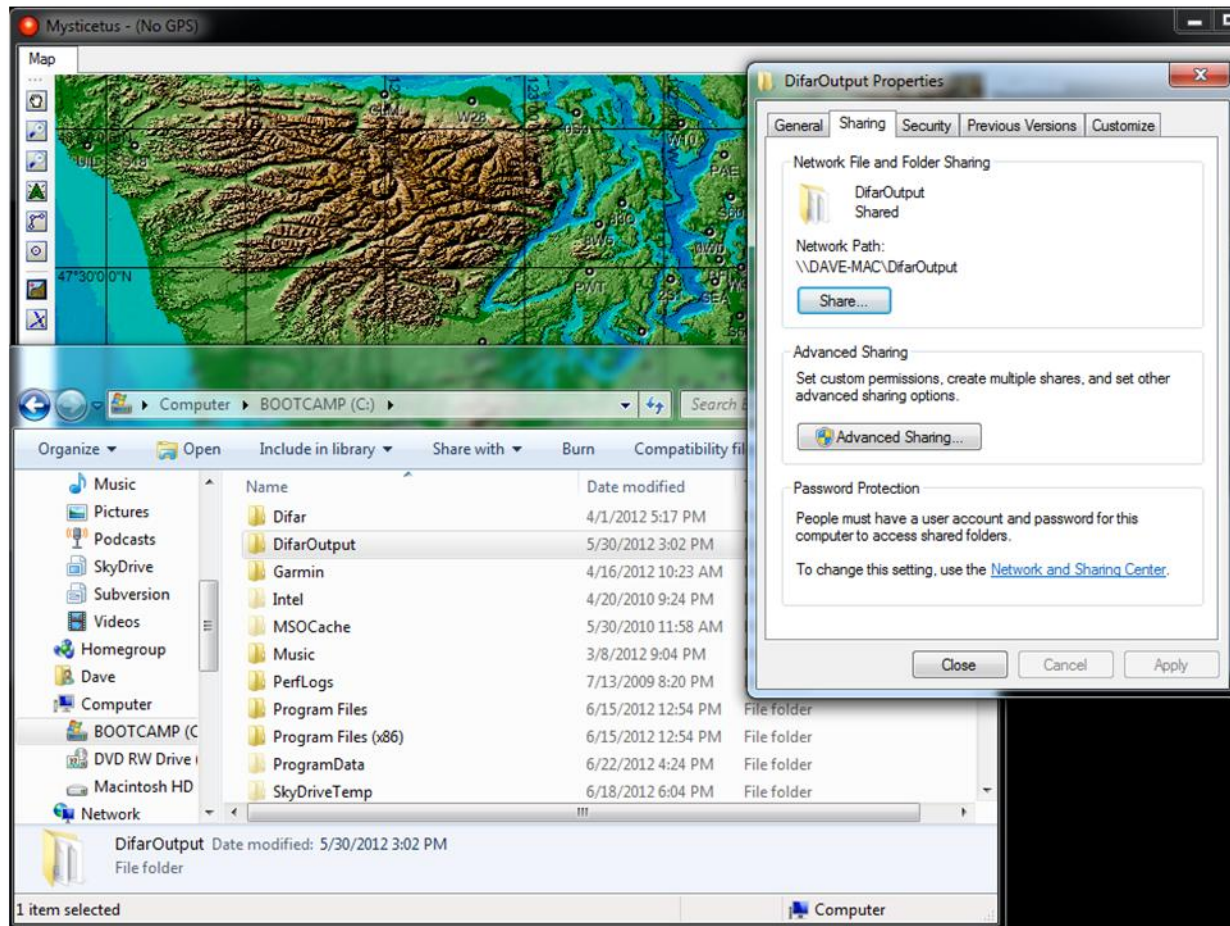 Mysticetus - (No GPS)
Map
W28
S18
PAE
47°30'0.0"N
PWT
DifarOutput Properties
General Sharing Security Previous Versions Customize
Network File and Folder Sharing
DifarOutput
Shared
Network Path:
\\DAVE-MAC\DifarOutput
Share...
Advanced Sharing
Set custom permissions, create multiple shares, and set other
advanced sharing options.
Advanced Sharing...
Password Protection
People must have a user account and password for this
computer to access shared folders.
To change this setting, use the Network and Sharing Center.
Close Cancel Apply
Computer BOOTCAMP (C:) Search
Organize Open Include in library Share with Burn Compatibility
Music
Pictures
Podcasts
SkyDrive
Subversion
Videos
Homegroup
Dave
Computer
BOOTCAMP (C
DVD RW Drive
Macintosh HD
Network
Name Date modified
Difar 4/1/2012 5:17 PM
DifarOutput 5/30/2012 3:02 PM
Garmin 4/16/2012 10:23 AM
Intel 4/20/2010 9:24 PM
MSOCache 5/30/2010 11:58 AM
Music 3/8/2012 9:04 PM
PerfLogs 7/13/2009 8:20 PM
Program Files 6/15/2012 12:54 PM File folder
Program Files (x86) 6/15/2012 12:54 PM File folder
ProgramData 6/22/2012 4:24 PM File folder
SkyDriveTemp 6/18/2012 6:04 PM File folder
DifarOutput Date modified: 5/30/2012 3:02 PM
File folder
1 item selected Computer